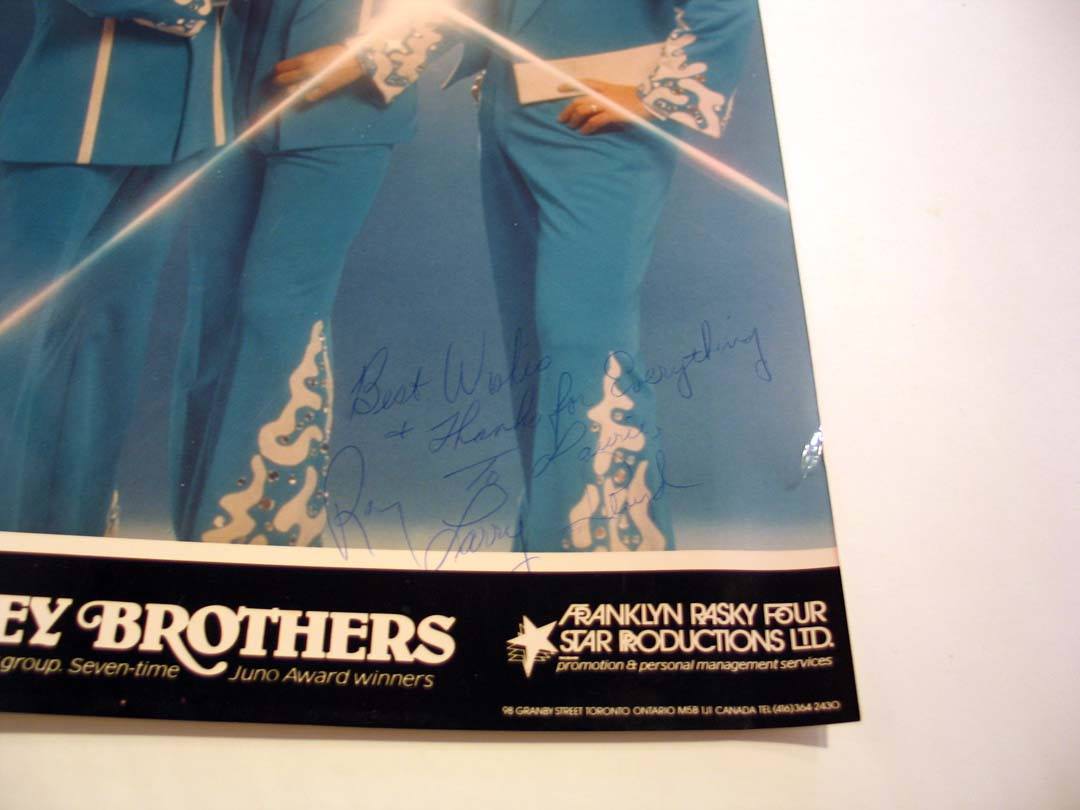 Best Wishes
+ Thanks for Everything
To Laurie,
Ray Larry Lloyd
EY BROTHERS
group. Seven-time Juno Award winners
FRANKLYN RASKY FOUR
STAR PRODUCTIONS LTD.
promotion & personal management services
98 GRANBY STREET TORONTO ONTARIO M5B 1J1 CANADA TEL (416) 364 2430